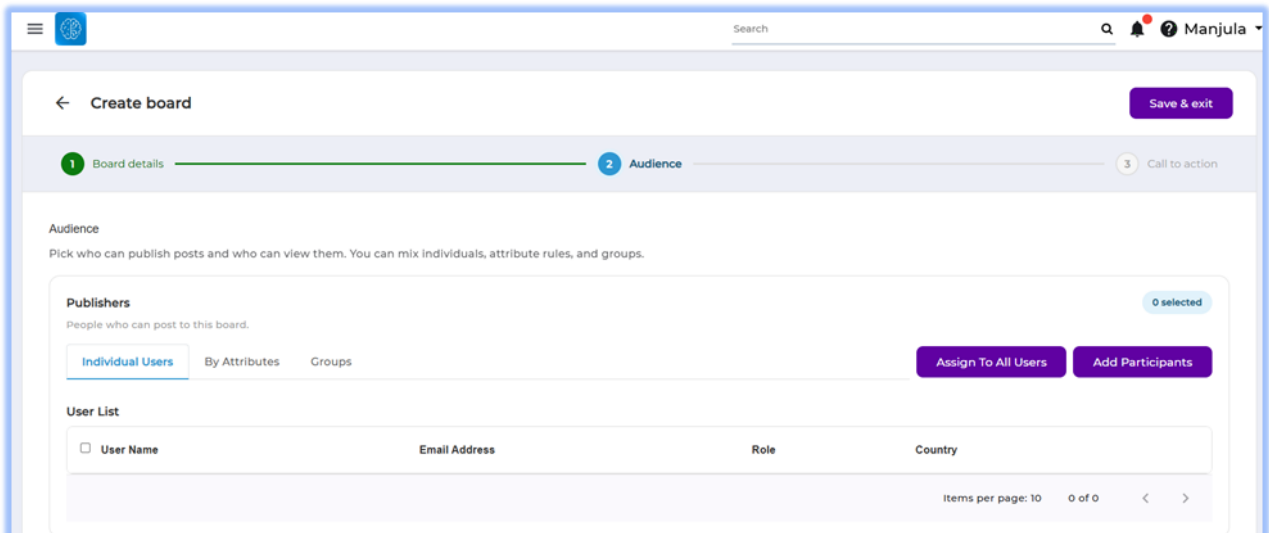 Search
Manjula
Create board
Save & exit
1 Board details
2 Audience
3 Call to action
Audience
Pick who can publish posts and who can view them. You can mix individuals, attribute rules, and groups.
Publishers
0 selected
People who can post to this board.
Individual Users By Attributes Groups Assign To All Users Add Participants
User List
User Name Email Address Role Country
Items per page: 10 0 of 0